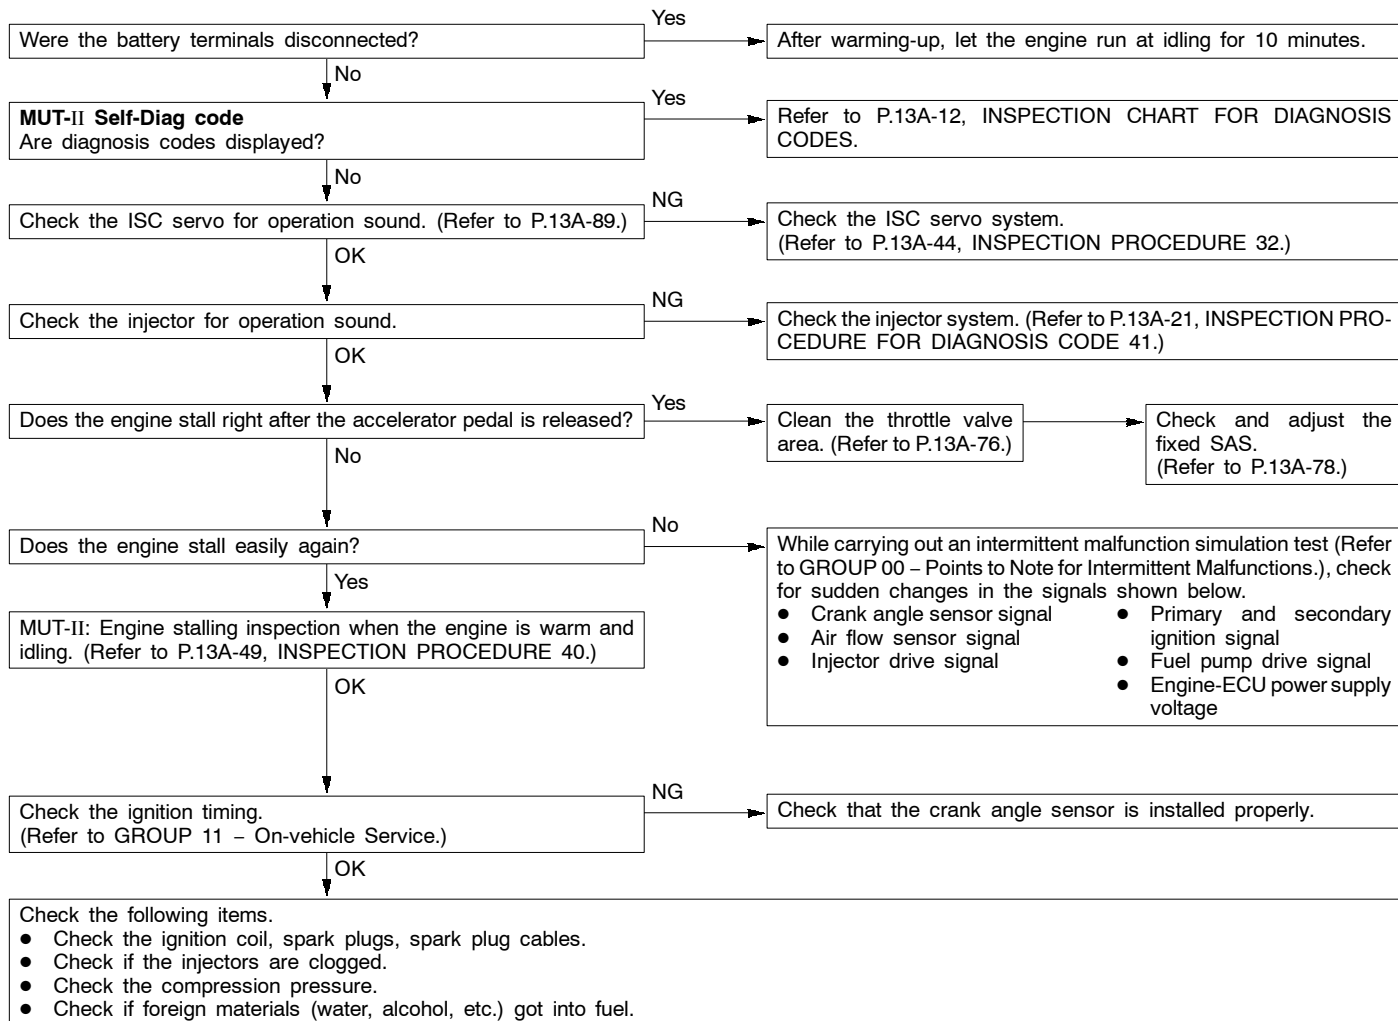 Yes
Were the battery terminals disconnected?
After warming-up, let the engine run at idling for 10 minutes.
No
MUT-II Self-Diag code
Are diagnosis codes displayed?
Yes
Refer to P.13A-12, INSPECTION CHART FOR DIAGNOSIS
CODES.
No
Check the ISC servo for operation sound. (Refer to P.13A-89.)
NG
Check the ISC servo system.
(Refer to P.13A-44, INSPECTION PROCEDURE 32.)
OK
Check the injector for operation sound.
NG
Check the injector system. (Refer to P.13A-21, INSPECTION PRO-
CEDURE FOR DIAGNOSIS CODE 41.)
OK
Does the engine stall right after the accelerator pedal is released?
Yes
Clean the throttle valve
area. (Refer to P.13A-76.)
Check and adjust the
fixed SAS.
(Refer to P.13A-78.)
No
Does the engine stall easily again?
No
While carrying out an intermittent malfunction simulation test (Refer
to GROUP 00 – Points to Note for Intermittent Malfunctions.), check
for sudden changes in the signals shown below.
● Crank angle sensor signal
● Air flow sensor signal
● Injector drive signal
● Primary and secondary
ignition signal
● Fuel pump drive signal
● Engine-ECU power supply
voltage
Yes
MUT-II: Engine stalling inspection when the engine is warm and
idling. (Refer to P.13A-49, INSPECTION PROCEDURE 40.)
OK
Check the ignition timing.
(Refer to GROUP 11 – On-vehicle Service.)
NG
Check that the crank angle sensor is installed properly.
OK
Check the following items.
● Check the ignition coil, spark plugs, spark plug cables.
● Check if the injectors are clogged.
● Check the compression pressure.
● Check if foreign materials (water, alcohol, etc.) got into fuel.